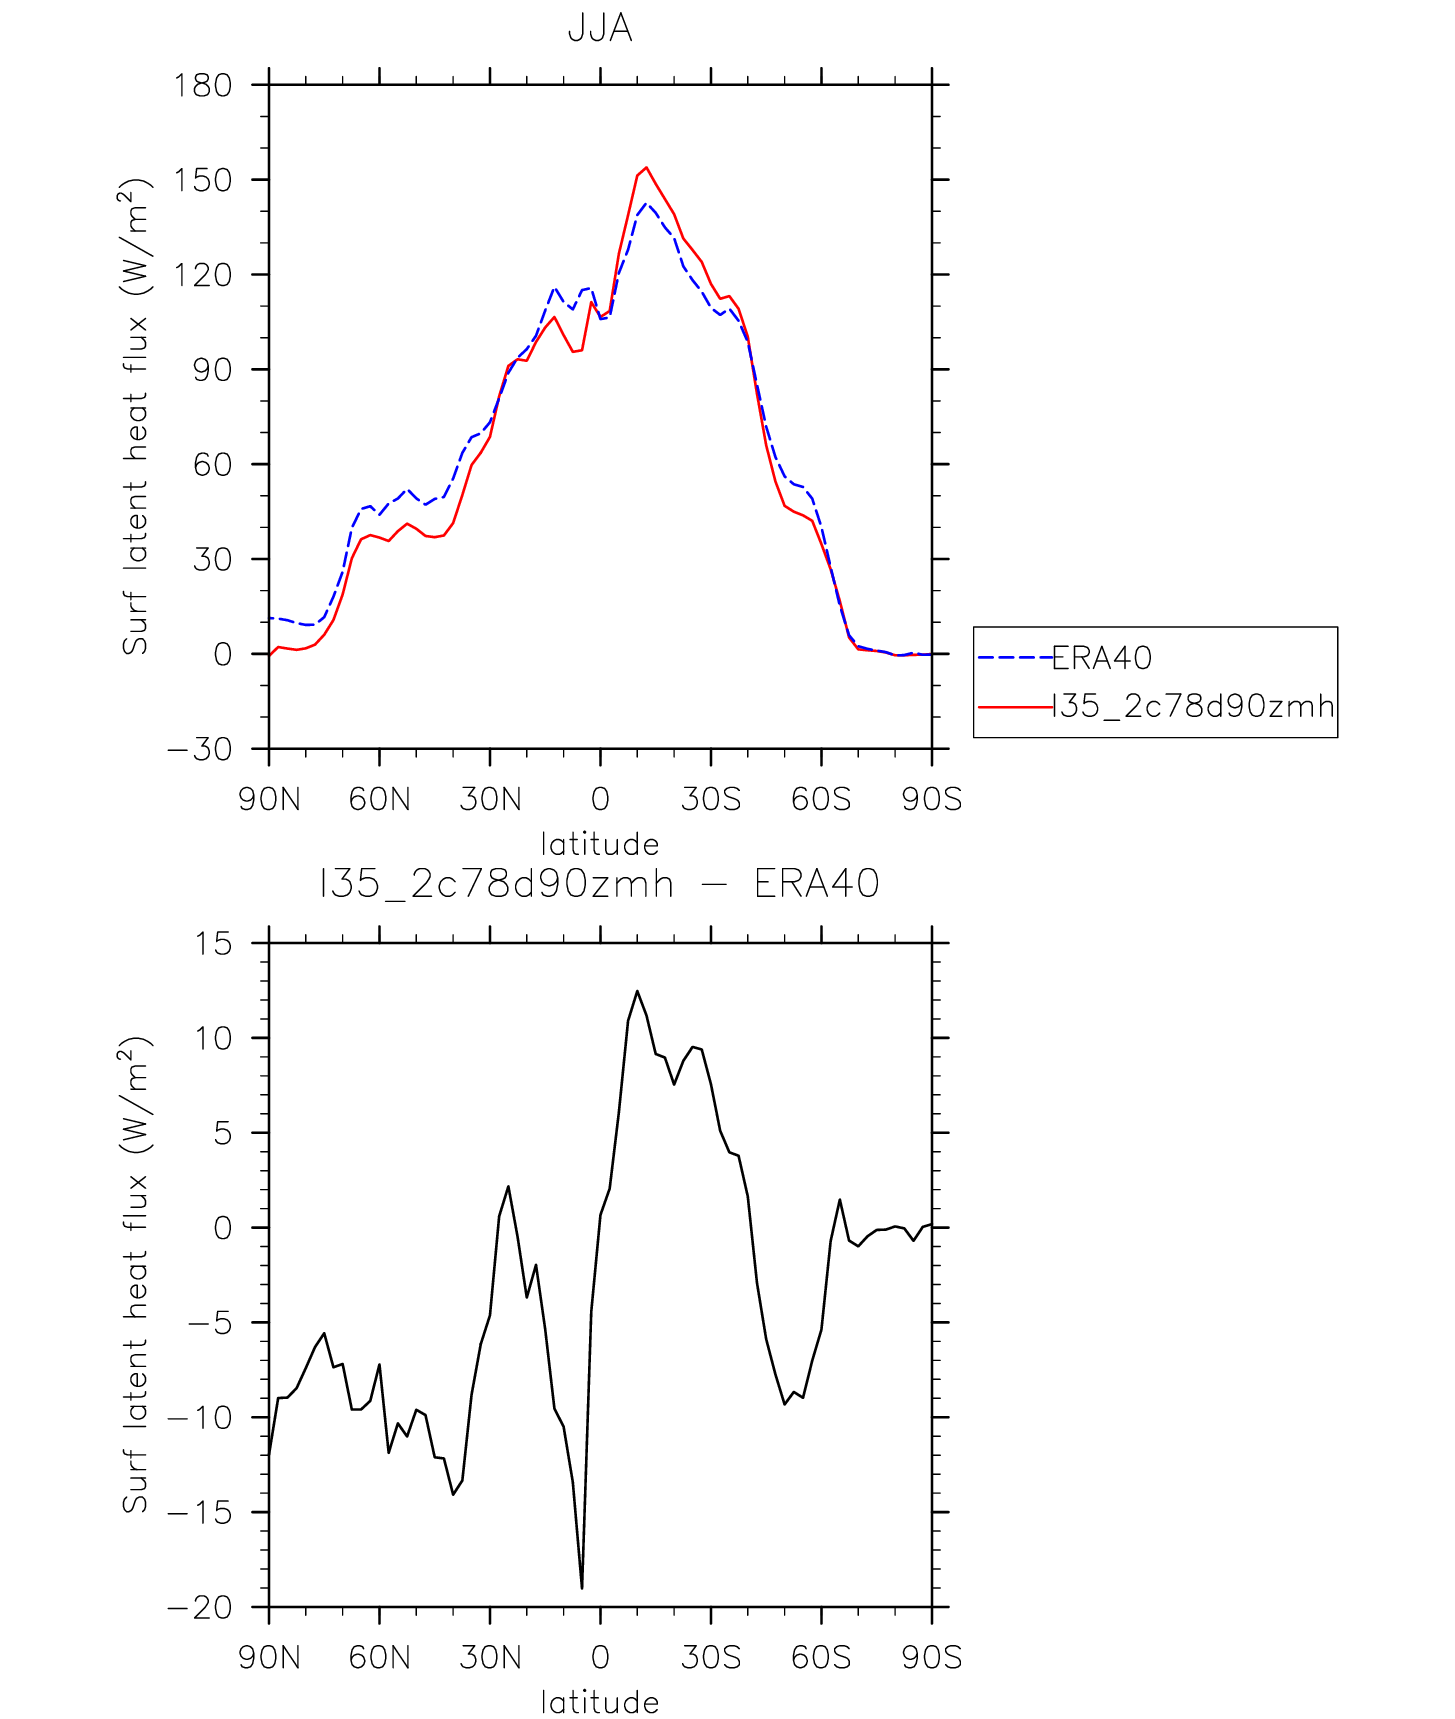 JJA
180
150
120
90
60
30
0
−30
Surf latent heat flux (W/m²)
90N 60N 30N 0 30S 60S 90S
latitude
ERA40
I35_2c78d90zmh
I35_2c78d90zmh − ERA40
15
10
5
0
−5
−10
−15
−20
Surf latent heat flux (W/m²)
90N 60N 30N 0 30S 60S 90S
latitude